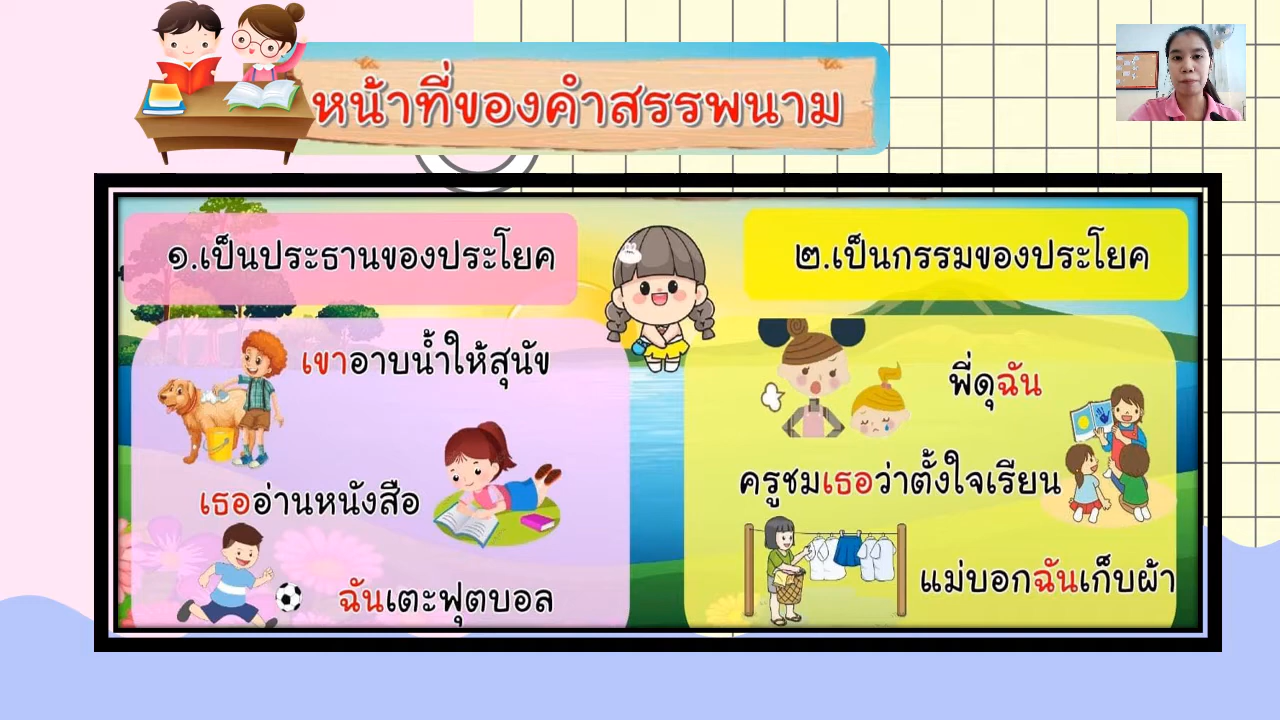 หน้าที่ของคำสรรพนาม
๑.เป็นประธานของประโยค
เขาอาบน้ำให้สุนัข
เธออ่านหนังสือ
ฉันเตะฟุตบอล
๒.เป็นกรรมของประโยค
พี่ดุฉัน
ครูชมเธอว่าตั้งใจเรียน
แม่บอกฉันเก็บผ้า